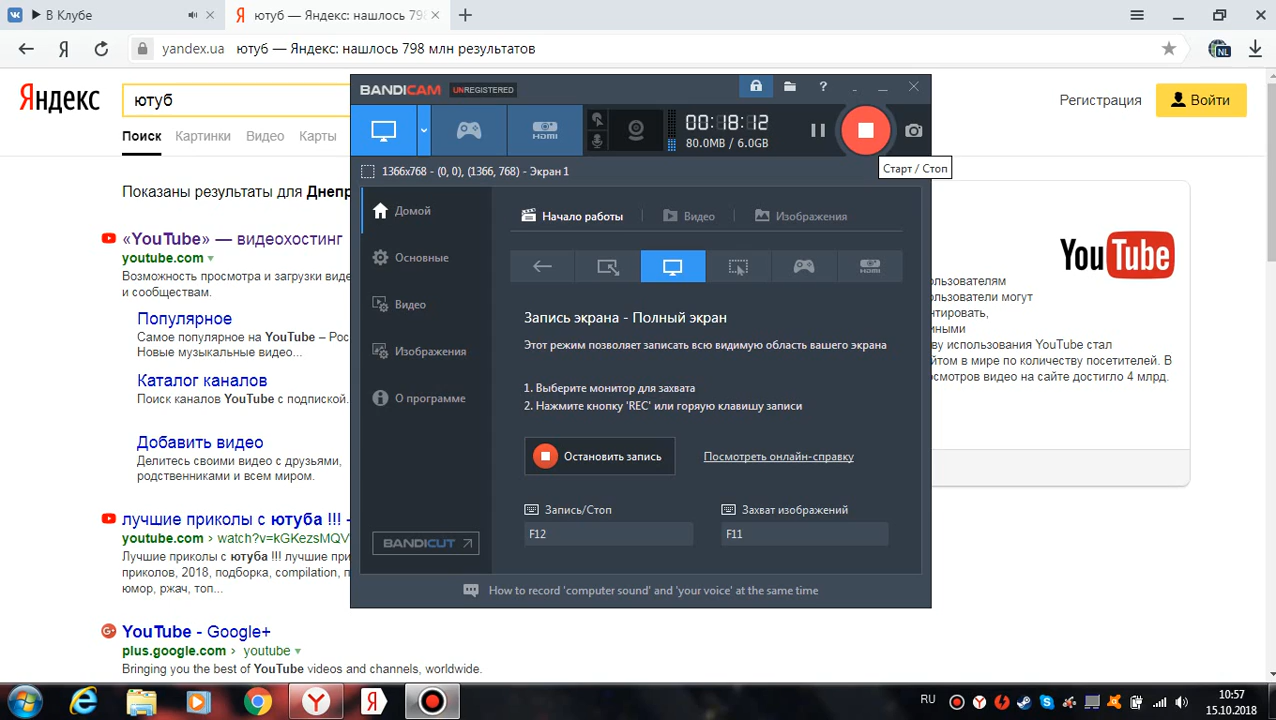 В Клубе
Я ютуб — Яндекс: нашлось 798
Я yandex.ua ютуб — Яндекс: нашлось 798 млн результатов
NL
Яндекс
ютуб
Регистрация
Войти
Поиск Картинки Видео Карты
Показаны результаты для Днепр
«YouTube» — видеохостинг
youtube.com
Возможность просмотра и загрузки
и сообществам.
Популярное
Самое популярное на YouTube – Рос
Новые музыкальные видео...
Каталог каналов
Поиск каналов YouTube с подпиской.
Добавить видео
Делитесь своими видео с друзьями,
родственниками и всем миром.
лучшие приколы с ютуба !!! -
youtube.com › watch?v=kGKezsMQV
Лучшие приколы с ютуба !!! лучшие
приколов, 2018, подборка, compilation,
юмор, ржач, топ...
YouTube - Google+
plus.google.com › youtube
Bringing you the best of YouTube videos and channels, worldwide.
BANDICAM UNREGISTERED
HDMI
00:18:12
80.0MB / 6.0GB
Старт / Стоп
1366x768 - (0, 0), (1366, 768) - Экран 1
Домой
Основные
Видео
Изображения
О программе
BANDICUT
Начало работы Видео Изображения
HDMI
Запись экрана - Полный экран
Этот режим позволяет записать всю видимую область вашего экрана
1. Выберите монитор для захвата
2. Нажмите кнопку 'REC' или горяую клавишу записи
Остановить запись
Посмотреть онлайн-справку
Запись/Стоп
F12
Захват изображений
F11
How to record 'computer sound' and 'your voice' at the same time
YouTube
пользователям
пользователи могут
нтировать,
ву использования YouTube стал
йтом в мире по количеству посетителей. В
смотров видео на сайте достигло 4 млрд.
RU
10:57
15.10.2018